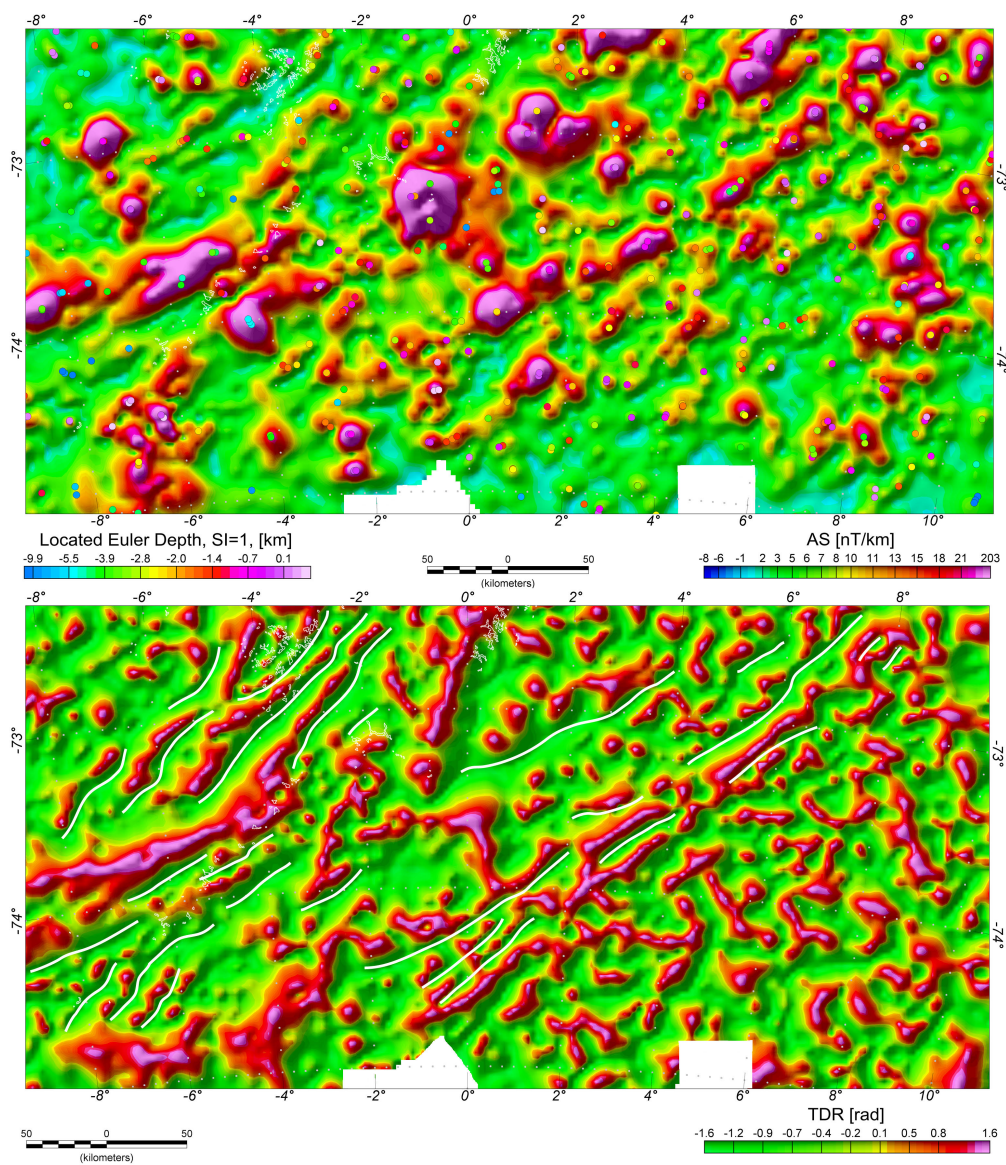 -8° -6° -4° -2° 0° 2° 4° 6° 8°
-73° -73°
-74° -74°
-8° -6° -4° -2° 0° 2° 4° 6° 8° 10°
Located Euler Depth, SI=1, [km]
-9.9 -5.5 -3.9 -2.8 -2.0 -1.4 -0.7 0.1
50 0 50
(kilometers)
AS [nT/km]
-8 -6 -1 2 3 5 7 8 10 11 13 15 18 21 203
-8° -6° -4° -2° 0° 2° 4° 6° 8°
-73° -73°
-74° -74°
-8° -6° -4° -2° 0° 2° 4° 6° 8° 10°
50 0 50
(kilometers)
TDR [rad]
-1.6 -1.2 -0.9 -0.7 -0.6 -0.4 -0.2 0.1 0.5 0.8 1.6